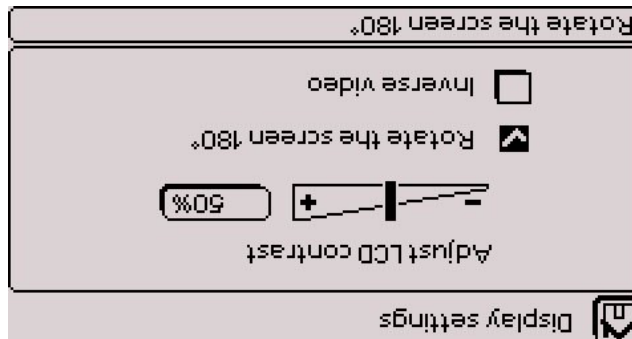 Display settings
Adjust LCD contrast
- + 50%
Rotate the screen 180°.
Inverse video
Rotate the screen 180°.